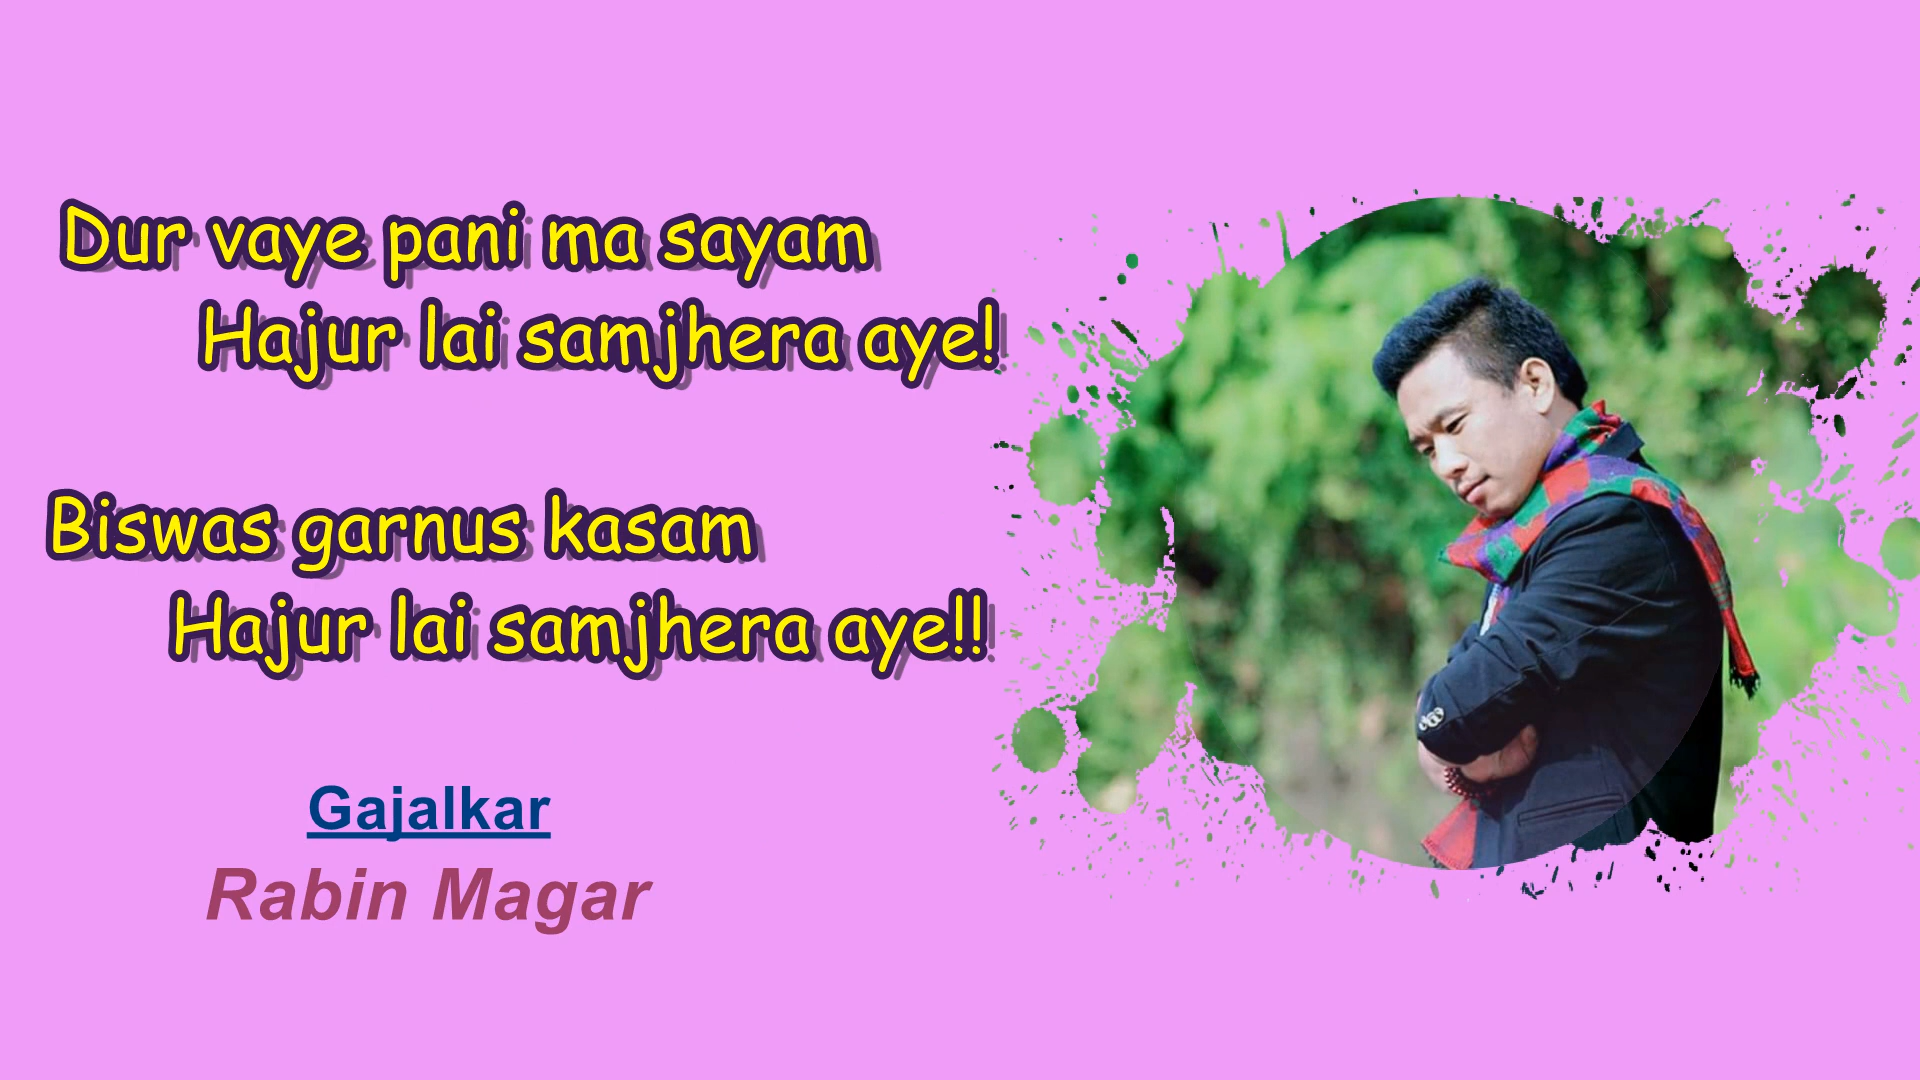 Dur vaye pani ma sayam
Hajur lai samjhera aye!
Biswas garnus kasam
Hajur lai samjhera aye!!
Gajalkar
Rabin Magar